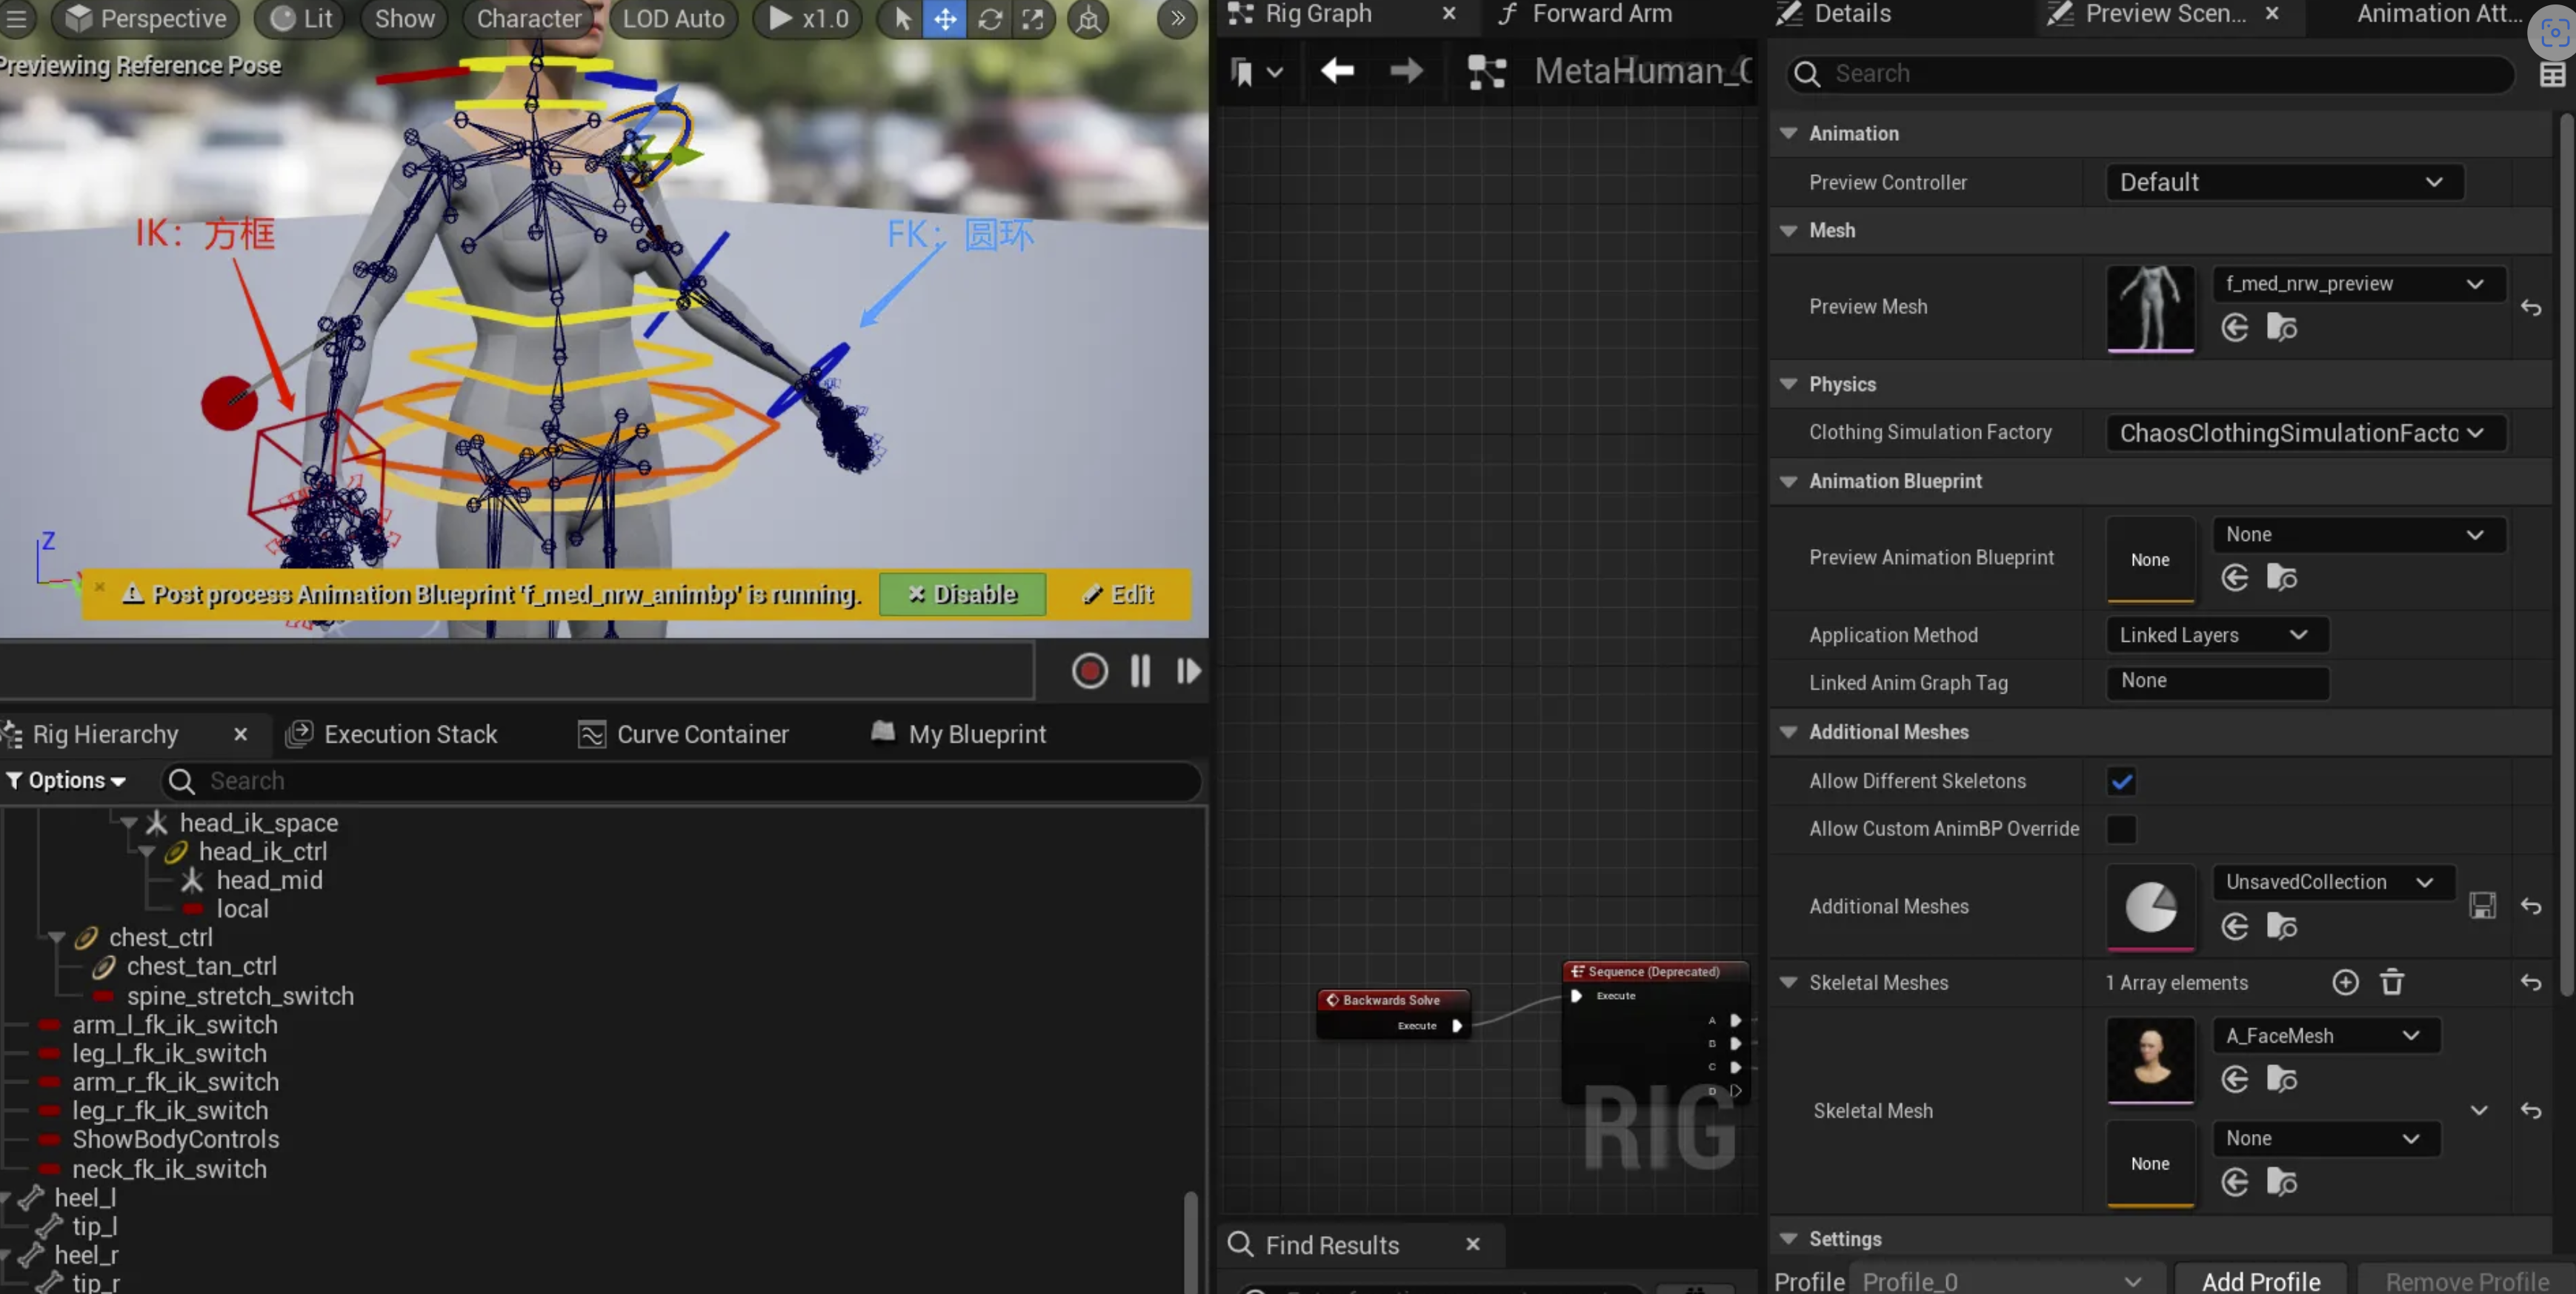 Perspective
Lit
Show
Character
LOD Auto
x1.0
Previewing Reference Pose
IK：方框
FK：圆环
Z
Post process Animation Blueprint 'f_med_nrw_animbp' is running.
Disable
Edit
Rig Hierarchy
Execution Stack
Curve Container
My Blueprint
Options
Search
head_ik_space
head_ik_ctrl
head_mid
local
chest_ctrl
chest_tan_ctrl
spine_stretch_switch
arm_l_fk_ik_switch
leg_l_fk_ik_switch
arm_r_fk_ik_switch
leg_r_fk_ik_switch
ShowBodyControls
neck_fk_ik_switch
heel_l
tip_l
heel_r
tip_r
Rig Graph
Forward Arm
MetaHuman_C
Backwards Solve
Execute
Sequence (Deprecated)
Execute
A
B
C
D
RIG
Find Results
Details
Preview Scen...
Animation Att...
Search
Animation
Preview Controller
Default
Mesh
Preview Mesh
f_med_nrw_preview
Physics
Clothing Simulation Factory
ChaosClothingSimulationFacto
Animation Blueprint
Preview Animation Blueprint
None
None
Application Method
Linked Layers
Linked Anim Graph Tag
None
Additional Meshes
Allow Different Skeletons
Allow Custom AnimBP Override
Additional Meshes
UnsavedCollection
Skeletal Meshes
1 Array elements
A_FaceMesh
Skeletal Mesh
None
None
Settings
Profile
Profile_0
Add Profile
Remove Profile